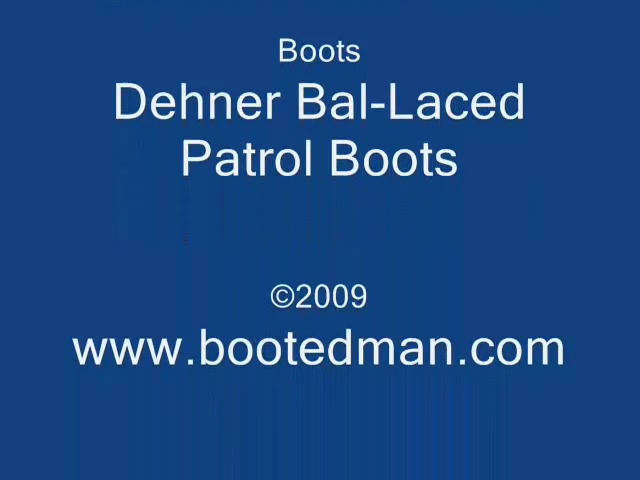 Boots
Dehner Bal-Laced
Patrol Boots
©2009
www.bootedman.com